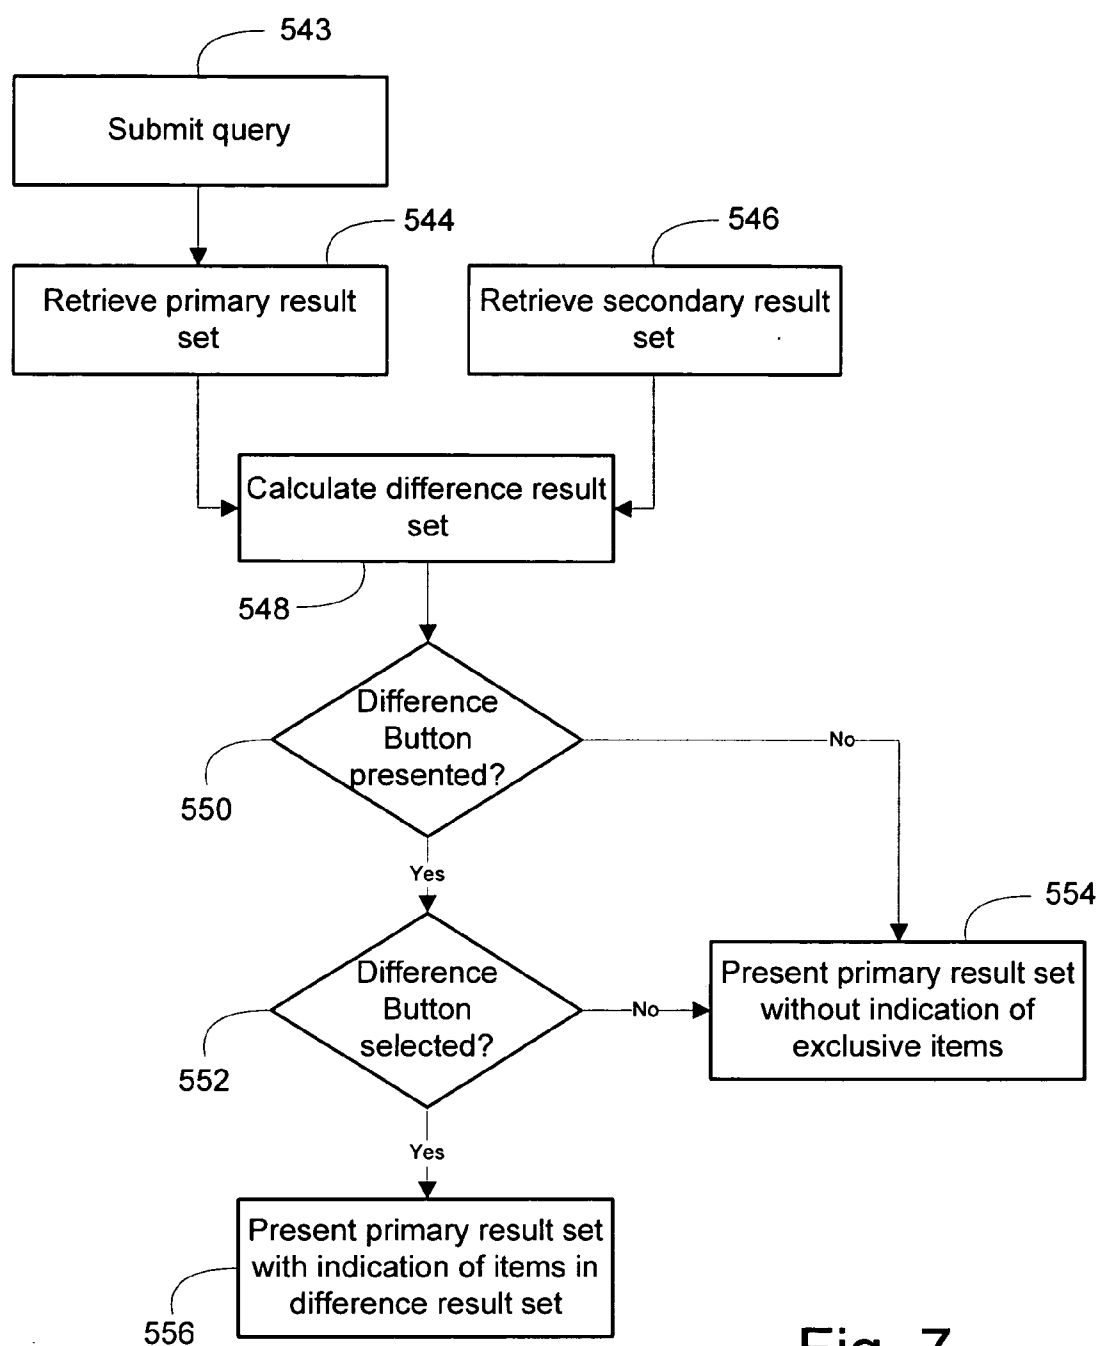 543
Submit query
544
546
Retrieve primary result
set
Retrieve secondary result
set
Calculate difference result
set
548
Difference
Button
presented?
No
550
Yes
554
Difference
Button
selected?
No
Present primary result set
without indication of
exclusive items
552
Yes
Present primary result set
with indication of items in
difference result set
556
Fig. 7